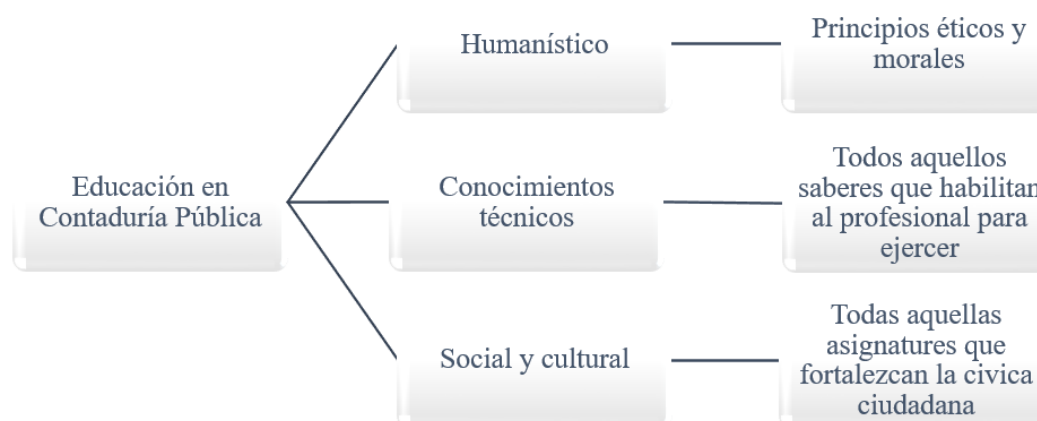 Educación en
Contaduría Pública
Humanístico
Principios éticos y
morales
Conocimientos
técnicos
Todos aquellos
saberes que habilitan
al profesional para
ejercer
Social y cultural
Todas aquellas
asignatures que
fortalezcan la civica
ciudadana